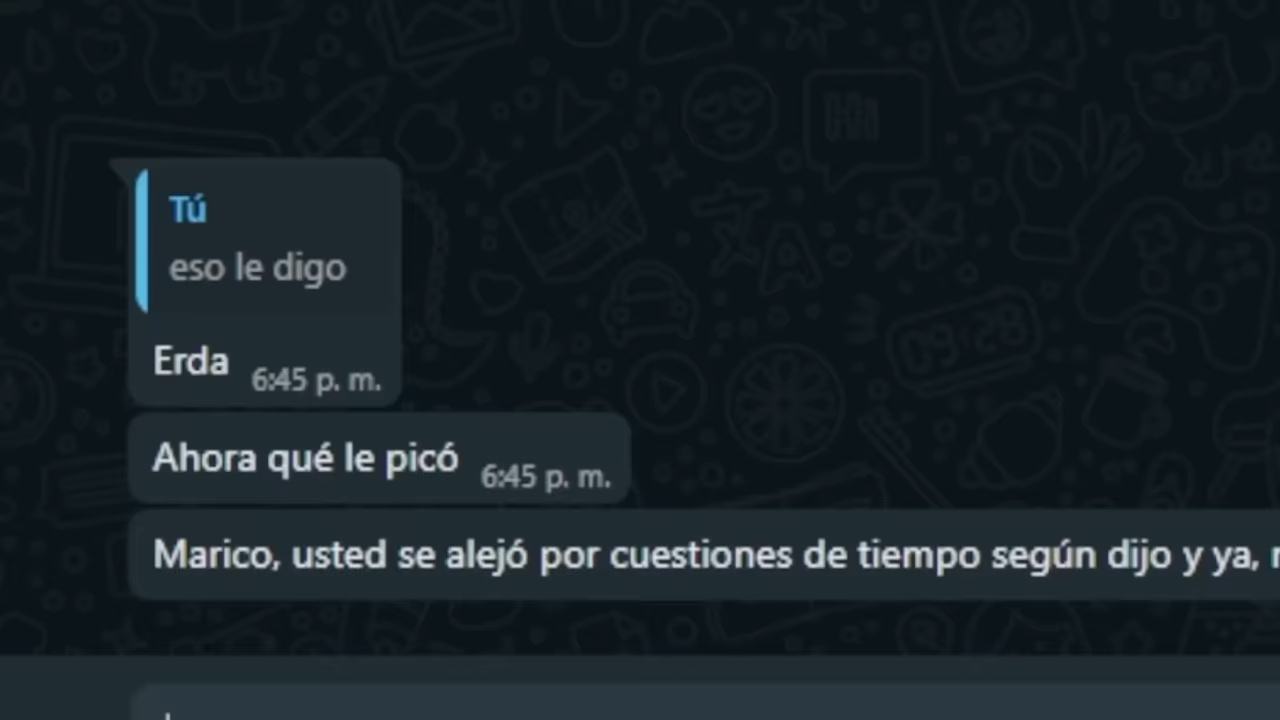 Tú
eso le digo
Erda 6:45 p. m.
Ahora qué le picó 6:45 p. m.
Marico, usted se alejó por cuestiones de tiempo según dijo y ya,